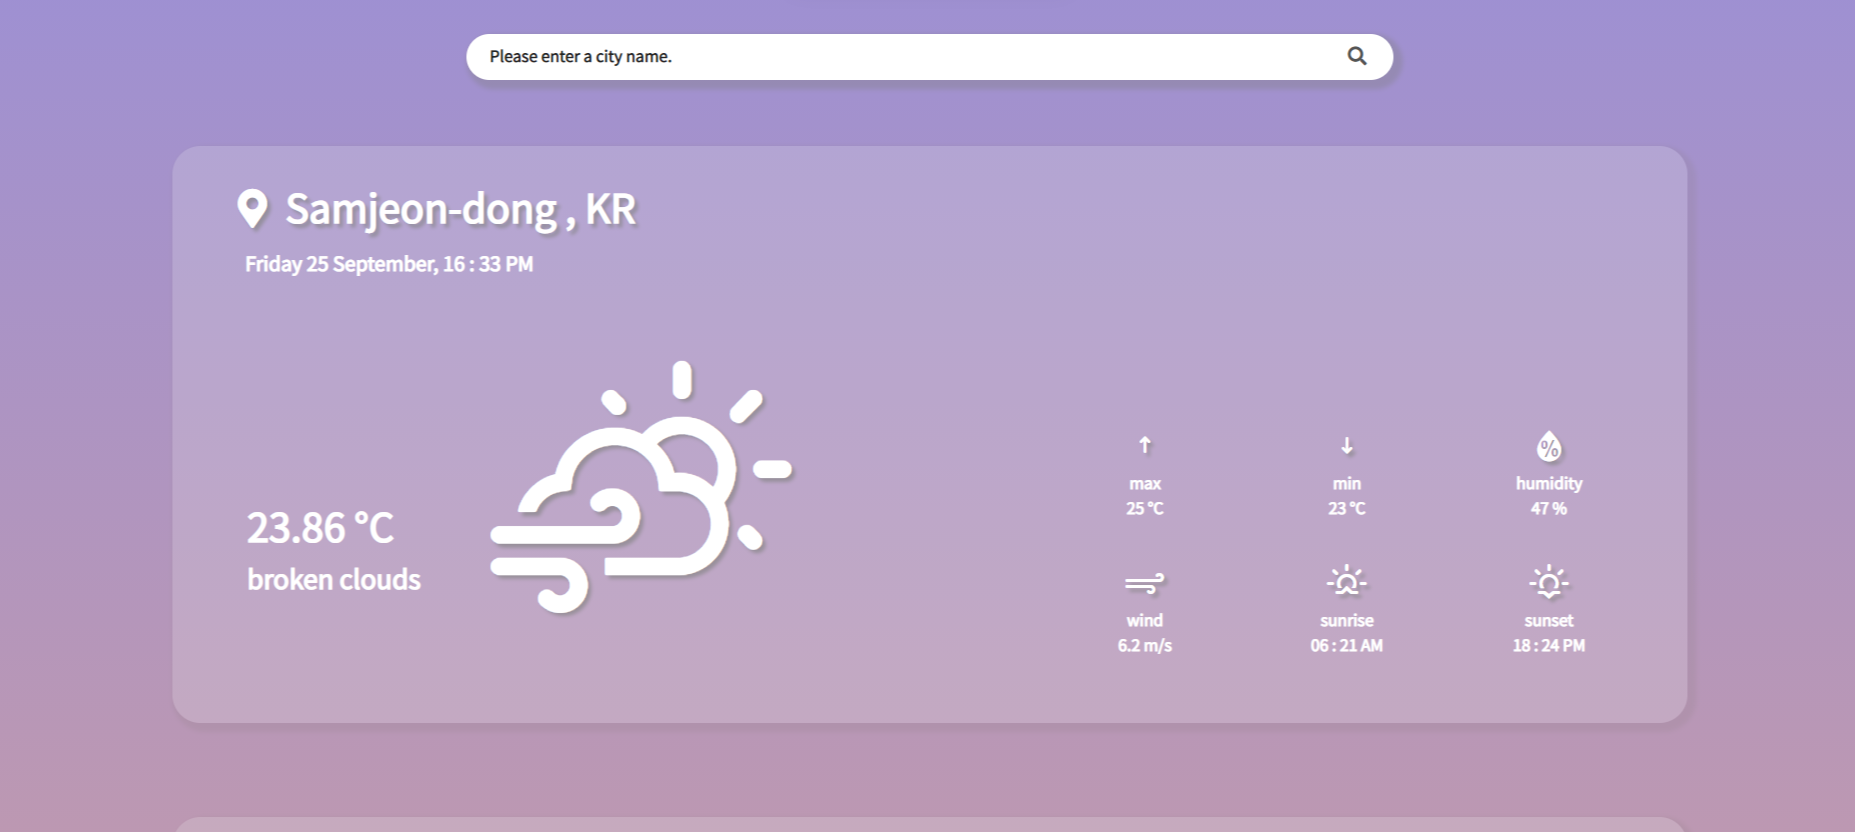 Please enter a city name.
Samjeon-dong , KR
Friday 25 September, 16 : 33 PM
23.86 °C
broken clouds
max
25 °C
min
23 °C
%
humidity
47 %
wind
6.2 m/s
sunrise
06 : 21 AM
sunset
18 : 24 PM